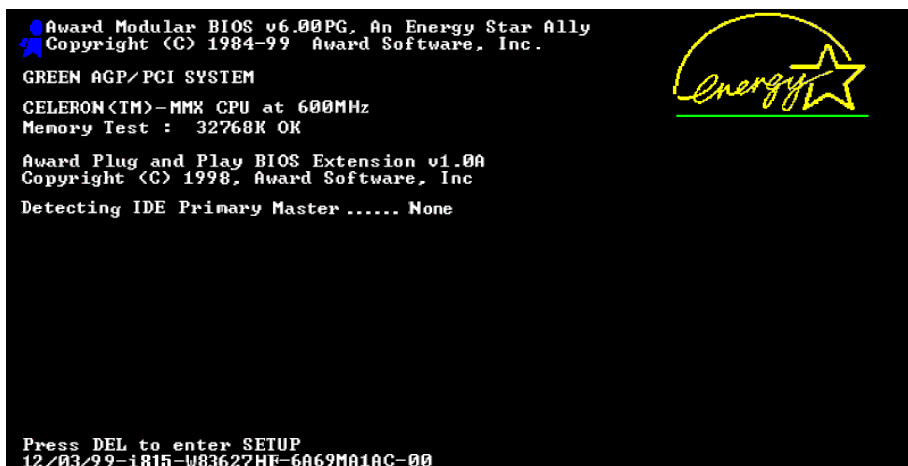 Award Modular BIOS v6.00PG, An Energy Star Ally
Copyright (C) 1984-99 Award Software, Inc.
energy
GREEN AGP/PCI SYSTEM
CELERON(TM)-MMX CPU at 600MHz
Memory Test : 32768K OK
Award Plug and Play BIOS Extension v1.0A
Copyright (C) 1998, Award Software, Inc
Detecting IDE Primary Master ...... None
Press DEL to enter SETUP
12/03/99-i815-W83627HF-6A69MA1AC-00